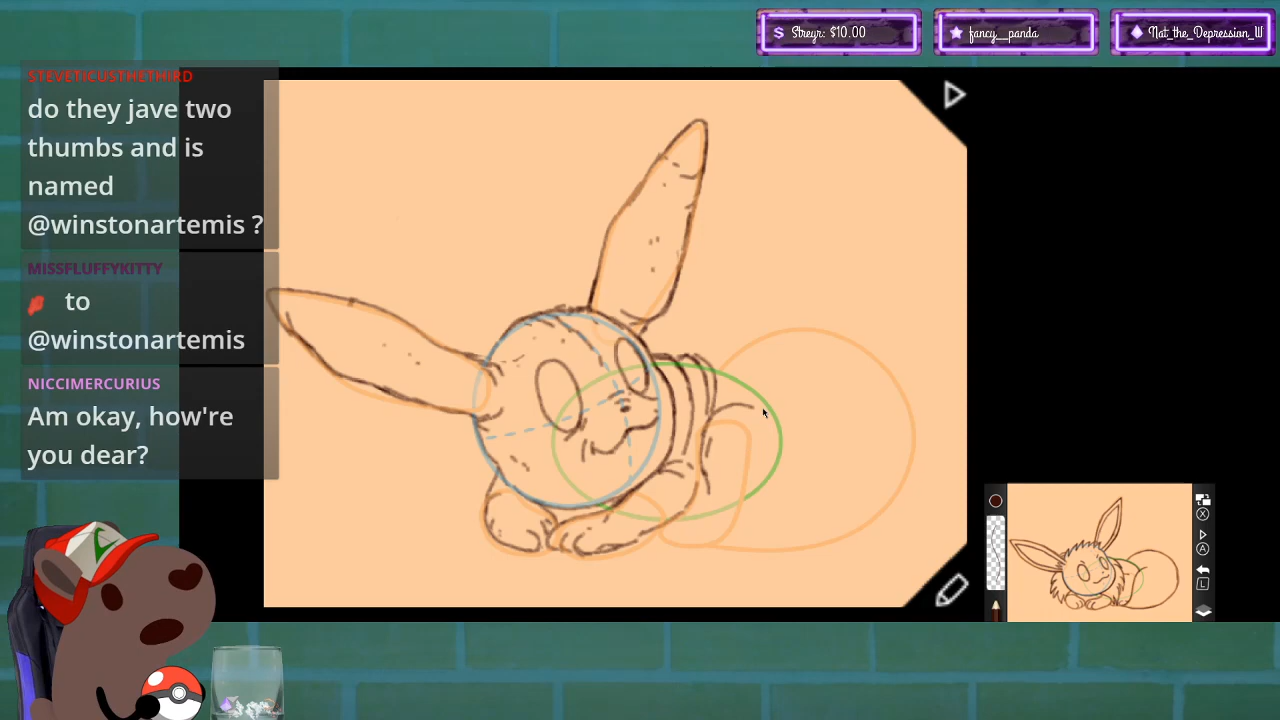 Streyr: $10.00
fancy__panda
Nat_the_Depression_W
STEVETICUSTHETHIRD
do they jave two
thumbs and is
named
@winstonartemis ?
MISSFLUFFYKITTY
to
@winstonartemis
NICCIMERCURIUS
Am okay, how're
you dear?
X
A
L